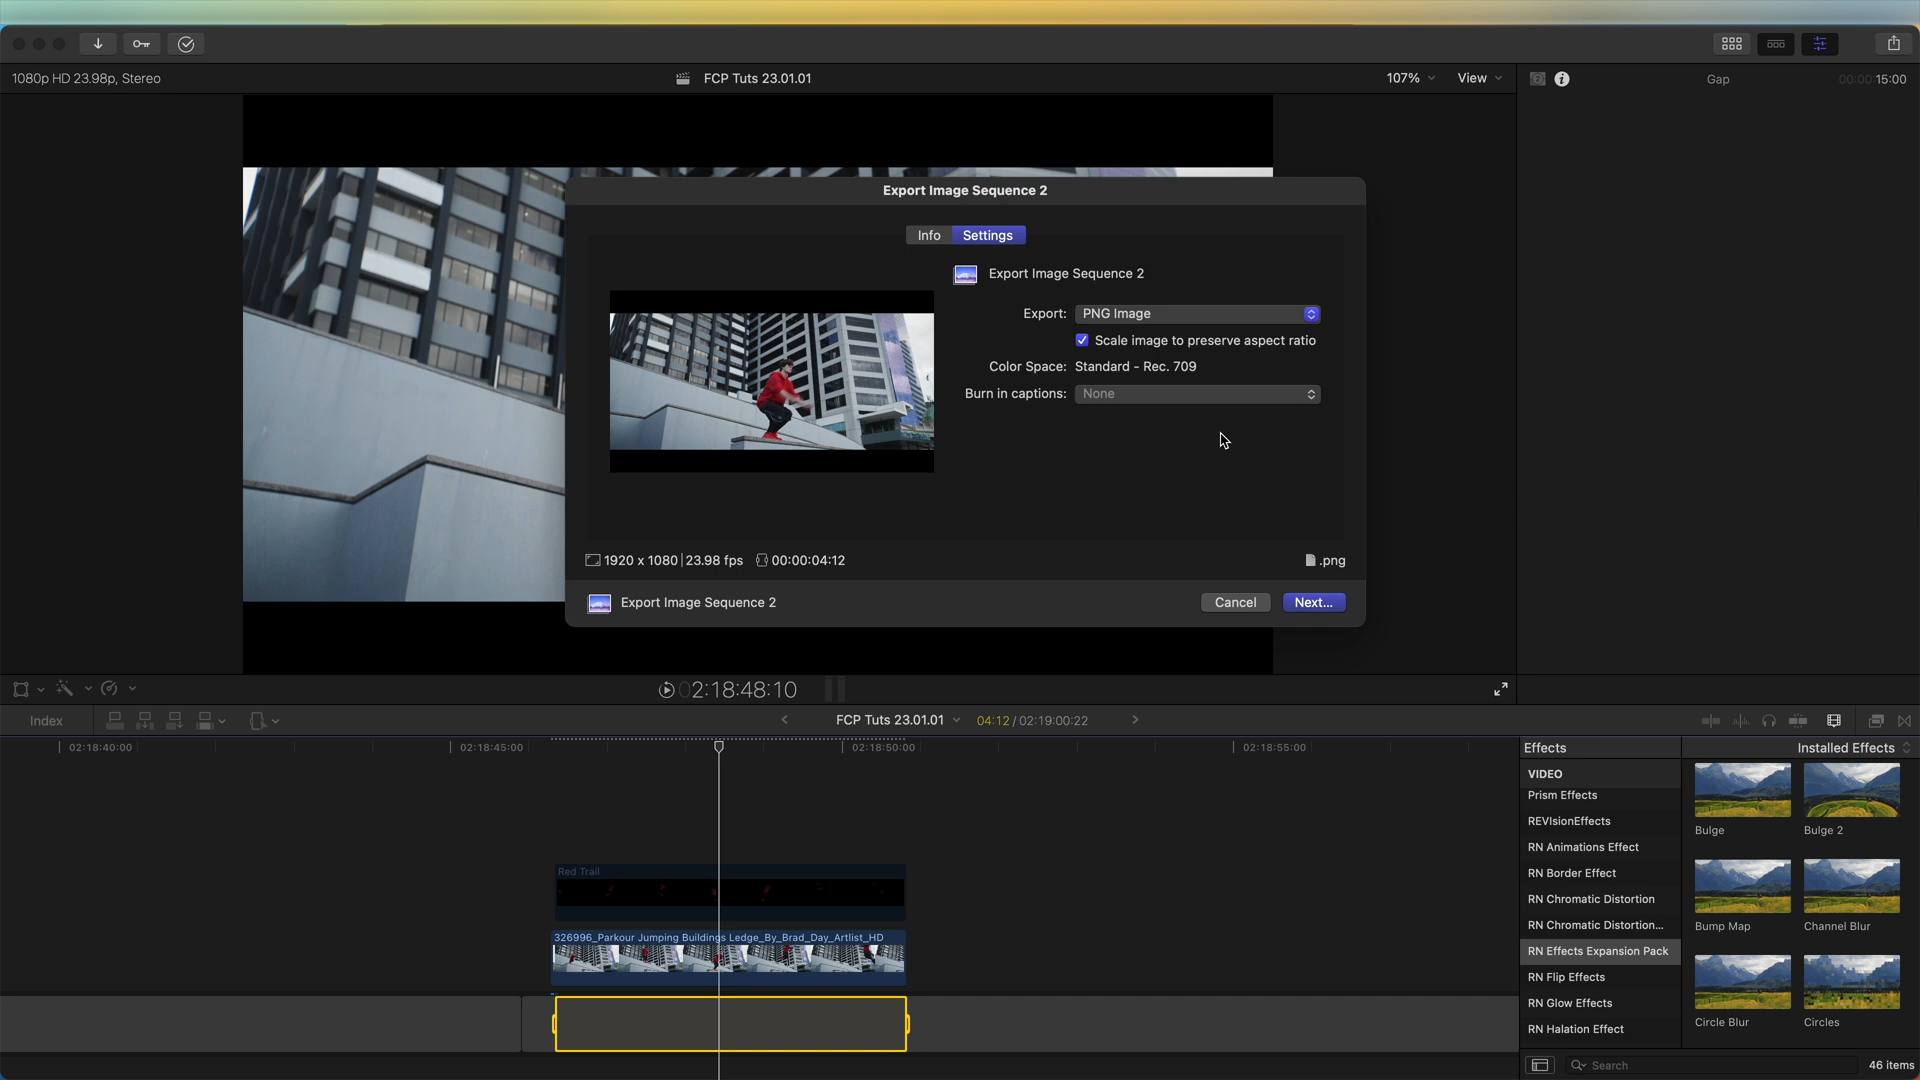 1080p HD 23.98p, Stereo
FCP Tuts 23.01.01
107%
View
Gap
00:00:15:00
Export Image Sequence 2
Info
Settings
Export Image Sequence 2
Export: PNG Image
Scale image to preserve aspect ratio
Color Space: Standard - Rec. 709
Burn in captions: None
1920 x 1080 | 23.98 fps
00:00:04:12
.png
Export Image Sequence 2
Cancel
Next...
02:18:48:10
Index
FCP Tuts 23.01.01
04:12 / 02:19:00:22
02:18:40:00
02:18:45:00
02:18:50:00
02:18:55:00
Red Trail
326996_Parkour Jumping Buildings Ledge_By_Brad_Day_Artlist_HD
Effects
Installed Effects
VIDEO
Prism Effects
REVisionEffects
RN Animations Effect
RN Border Effect
RN Chromatic Distortion
RN Chromatic Distortion...
RN Effects Expansion Pack
RN Flip Effects
RN Glow Effects
RN Halation Effect
Bulge
Bulge 2
Bump Map
Channel Blur
Circle Blur
Circles
Search
46 items